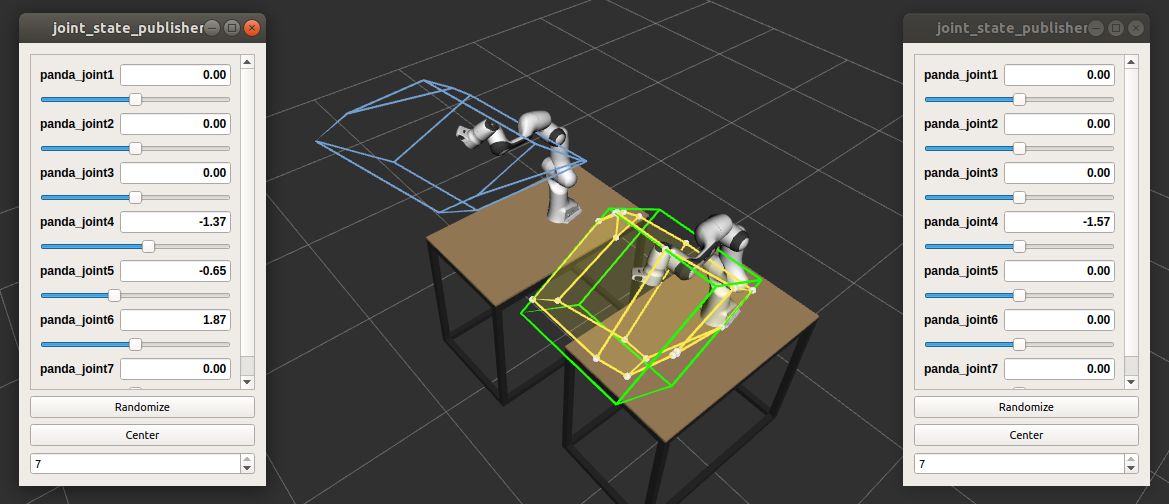 joint_state_publisher
panda_joint1 0.00
panda_joint2 0.00
panda_joint3 0.00
panda_joint4 -1.37
panda_joint5 -0.65
panda_joint6 1.87
panda_joint7 0.00
Randomize
Center
7
joint_state_publisher
panda_joint1 0.00
panda_joint2 0.00
panda_joint3 0.00
panda_joint4 -1.57
panda_joint5 0.00
panda_joint6 0.00
panda_joint7 0.00
Randomize
Center
7